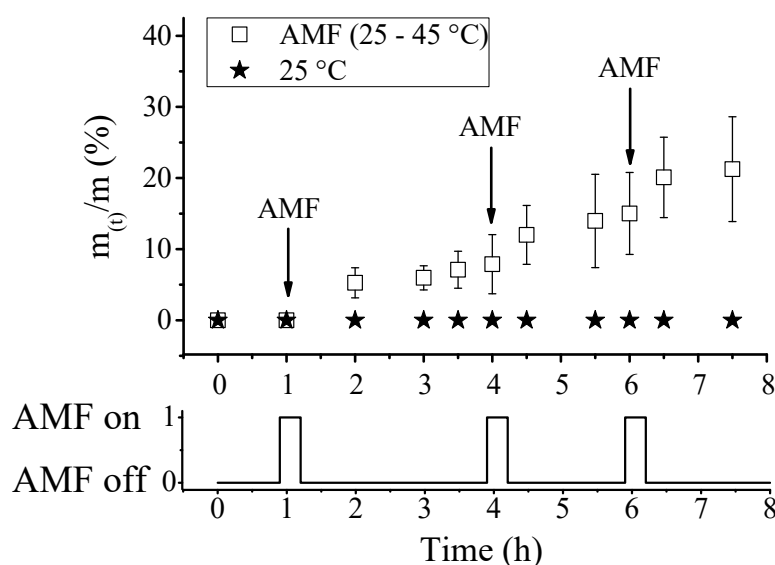 40
AMF (25 - 45 °C)
25 °C
AMF
30
AMF
20
AMF
10
0
m(t)/m (%)
0 1 2 3 4 5 6 7 8
AMF on 1
AMF off 0
0 1 2 3 4 5 6 7 8
Time (h)